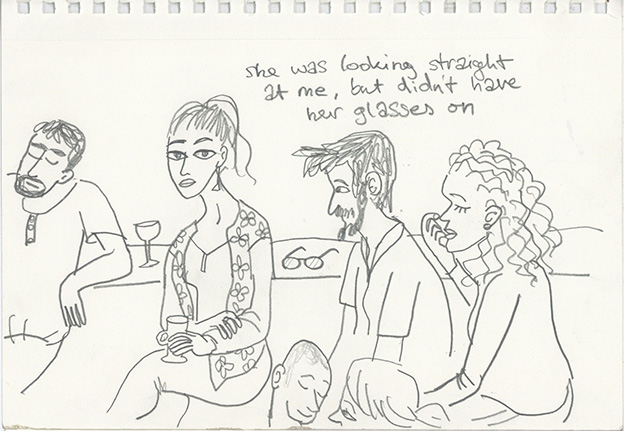 she was looking straight
at me, but didn't have
her glasses on